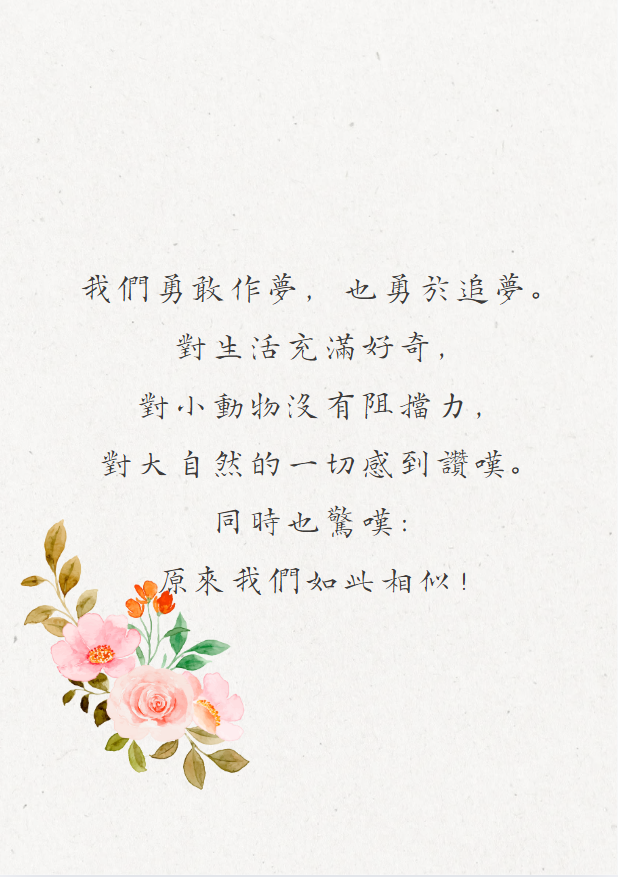 我們勇敢作夢，也勇於追夢。
對生活充滿好奇，
對小動物沒有阻擋力，
對大自然的一切感到讚嘆。
同時也驚嘆：
原來我們如此相似！